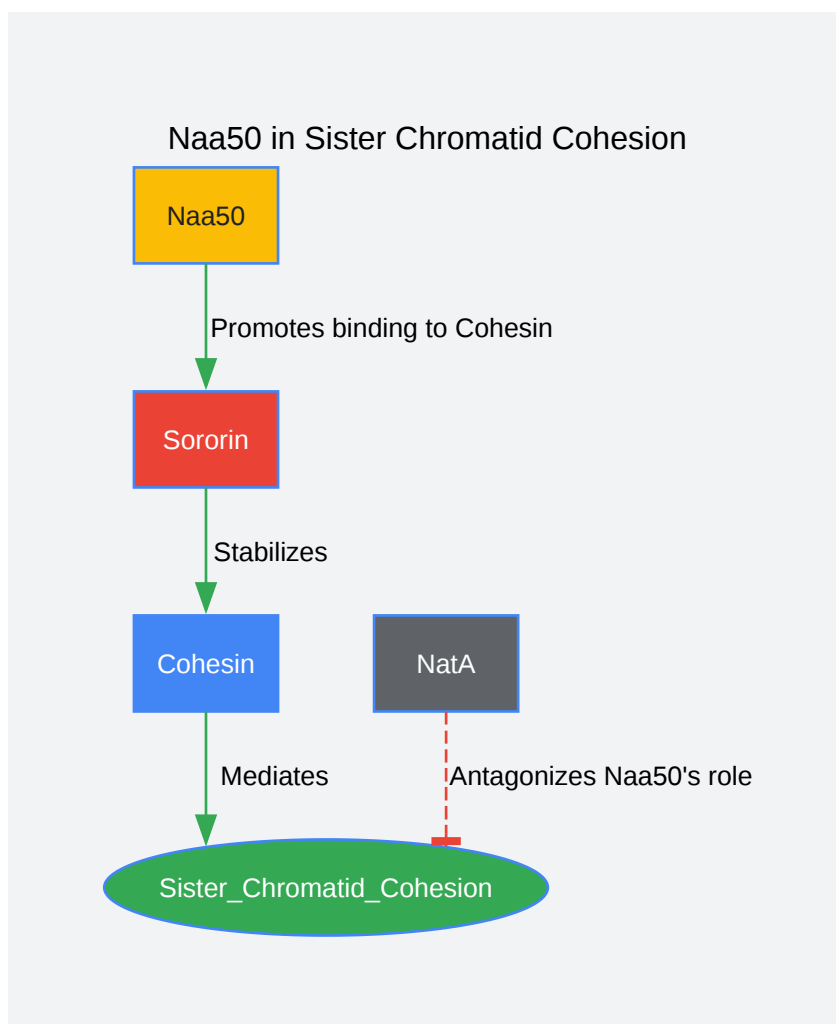 Naa50 in Sister Chromatid Cohesion
Naa50
Promotes binding to Cohesin
Sororin
Stabilizes
Cohesin
NatA
Mediates
Antagonizes Naa50's role
Sister_Chromatid_Cohesion